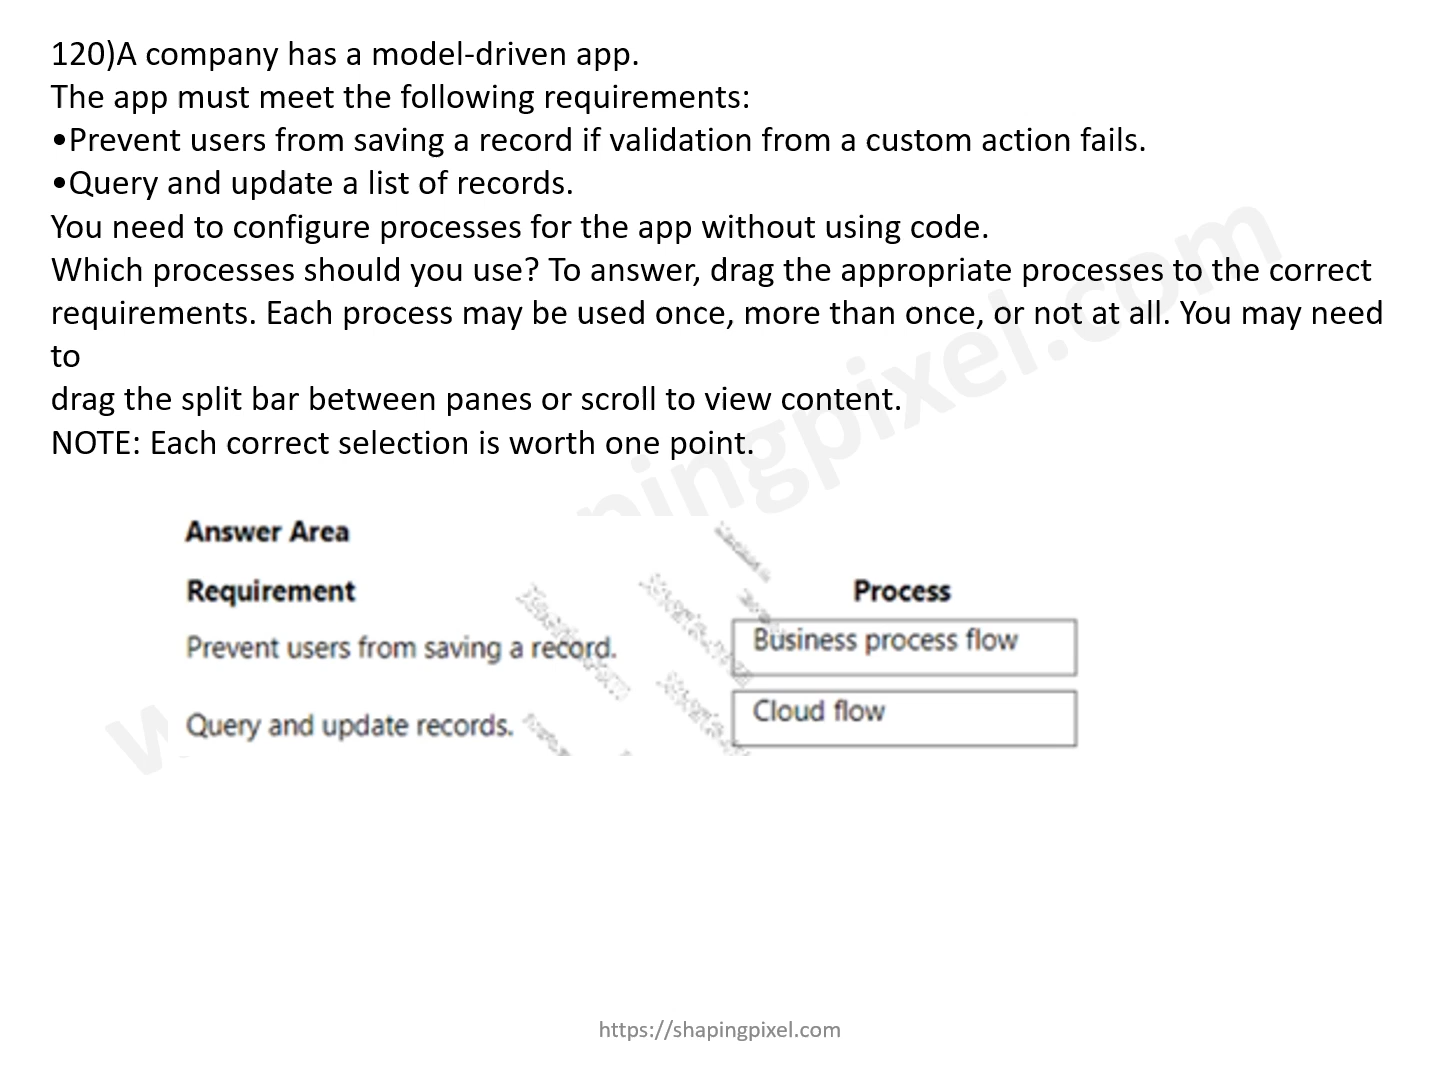 120)A company has a model-driven app.
The app must meet the following requirements:
•Prevent users from saving a record if validation from a custom action fails.
•Query and update a list of records.
You need to configure processes for the app without using code.
Which processes should you use? To answer, drag the appropriate processes to the correct
requirements. Each process may be used once, more than once, or not at all. You may need
to
drag the split bar between panes or scroll to view content.
NOTE: Each correct selection is worth one point.
Answer Area
Requirement Process
Prevent users from saving a record. Business process flow
Query and update records. Cloud flow
https://shapingpixel.com